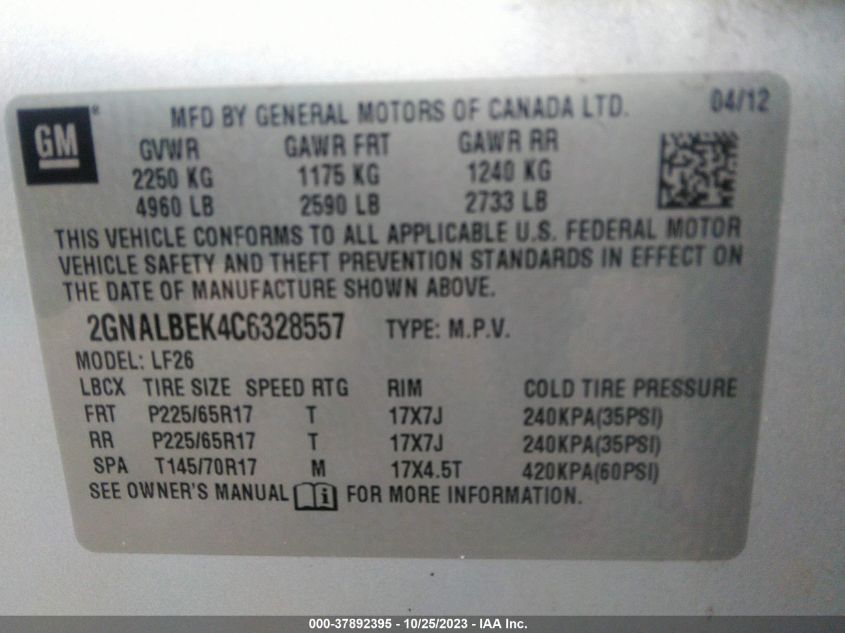 GM®
MFD BY GENERAL MOTORS OF CANADA LTD. 04/12
GVWR GAWR FRT GAWR RR
2250 KG 1175 KG 1240 KG
4960 LB 2590 LB 2733 LB
THIS VEHICLE CONFORMS TO ALL APPLICABLE U.S. FEDERAL MOTOR
VEHICLE SAFETY AND THEFT PREVENTION STANDARDS IN EFFECT ON
THE DATE OF MANUFACTURE SHOWN ABOVE.
2GNALBEK4C6328557 TYPE: M.P.V.
MODEL: LF26
LBCX TIRE SIZE SPEED RTG RIM COLD TIRE PRESSURE
FRT P225/65R17 T 17X7J 240KPA(35PSI)
RR P225/65R17 T 17X7J 240KPA(35PSI)
SPA T145/70R17 M 17X4.5T 420KPA(60PSI)
SEE OWNER'S MANUAL i FOR MORE INFORMATION.
000-37892395 - 10/25/2023 - IAA Inc.